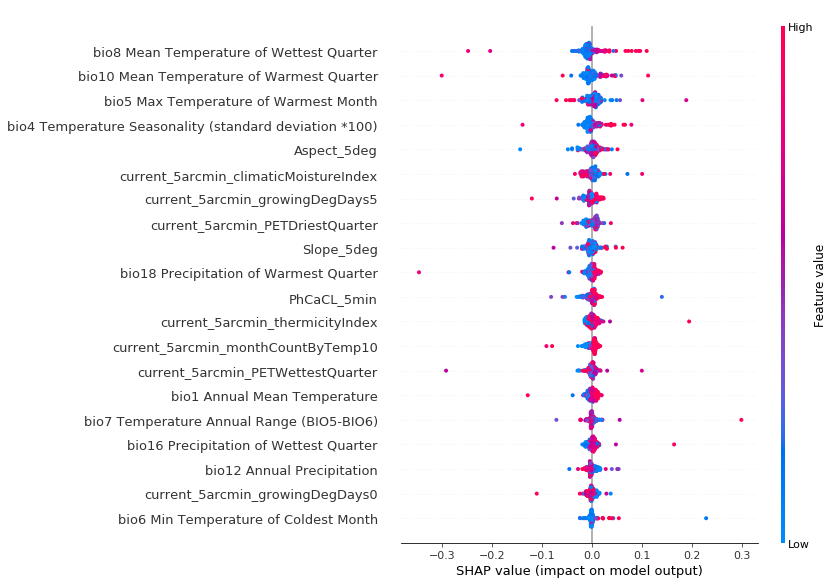 High
bio8 Mean Temperature of Wettest Quarter
bio10 Mean Temperature of Warmest Quarter
bio5 Max Temperature of Warmest Month
bio4 Temperature Seasonality (standard deviation *100)
Aspect_5deg
current_5arcmin_climaticMoistureIndex
current_5arcmin_growingDegDays5
current_5arcmin_PETDriestQuarter
Slope_5deg
bio18 Precipitation of Warmest Quarter
PhCaCL_5min
current_5arcmin_thermicityIndex
current_5arcmin_monthCountByTemp10
current_5arcmin_PETWettestQuarter
bio1 Annual Mean Temperature
bio7 Temperature Annual Range (BIO5-BIO6)
bio16 Precipitation of Wettest Quarter
bio12 Annual Precipitation
current_5arcmin_growingDegDays0
bio6 Min Temperature of Coldest Month
Feature value
Low
−0.3 −0.2 −0.1 0.0 0.1 0.2 0.3
SHAP value (impact on model output)